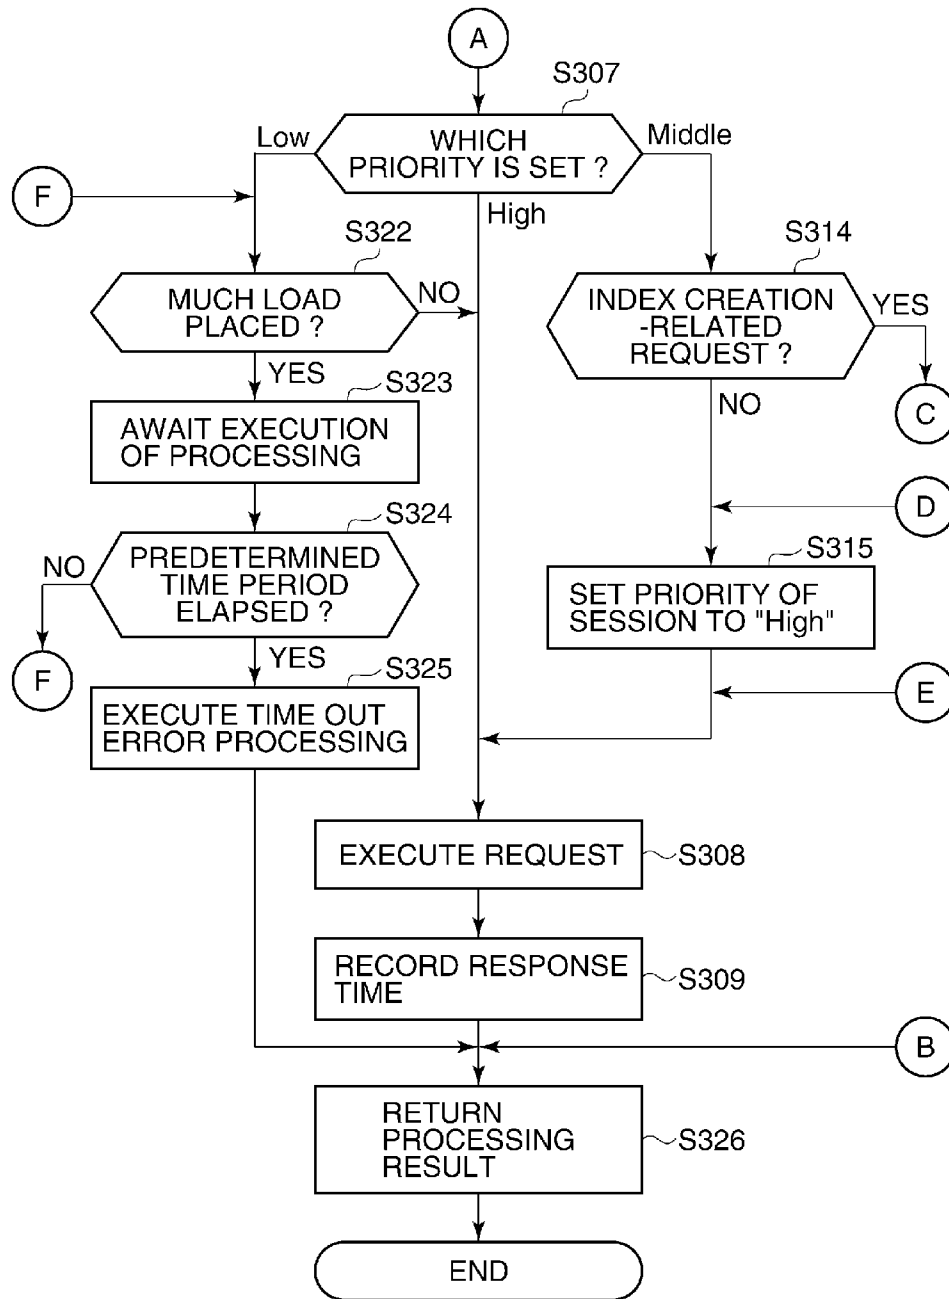 A
S307
Low
WHICH
PRIORITY IS SET ?
Middle
F
High
S322
S314
MUCH LOAD
PLACED ?
NO
INDEX CREATION
-RELATED
REQUEST ?
YES
YES
S323
NO
C
AWAIT EXECUTION
OF PROCESSING
S324
D
NO
PREDETERMINED
TIME PERIOD
ELAPSED ?
S315
SET PRIORITY OF
SESSION TO "High"
F
YES
S325
E
EXECUTE TIME OUT
ERROR PROCESSING
EXECUTE REQUEST
S308
RECORD RESPONSE
TIME
S309
B
RETURN
PROCESSING
RESULT
S326
END